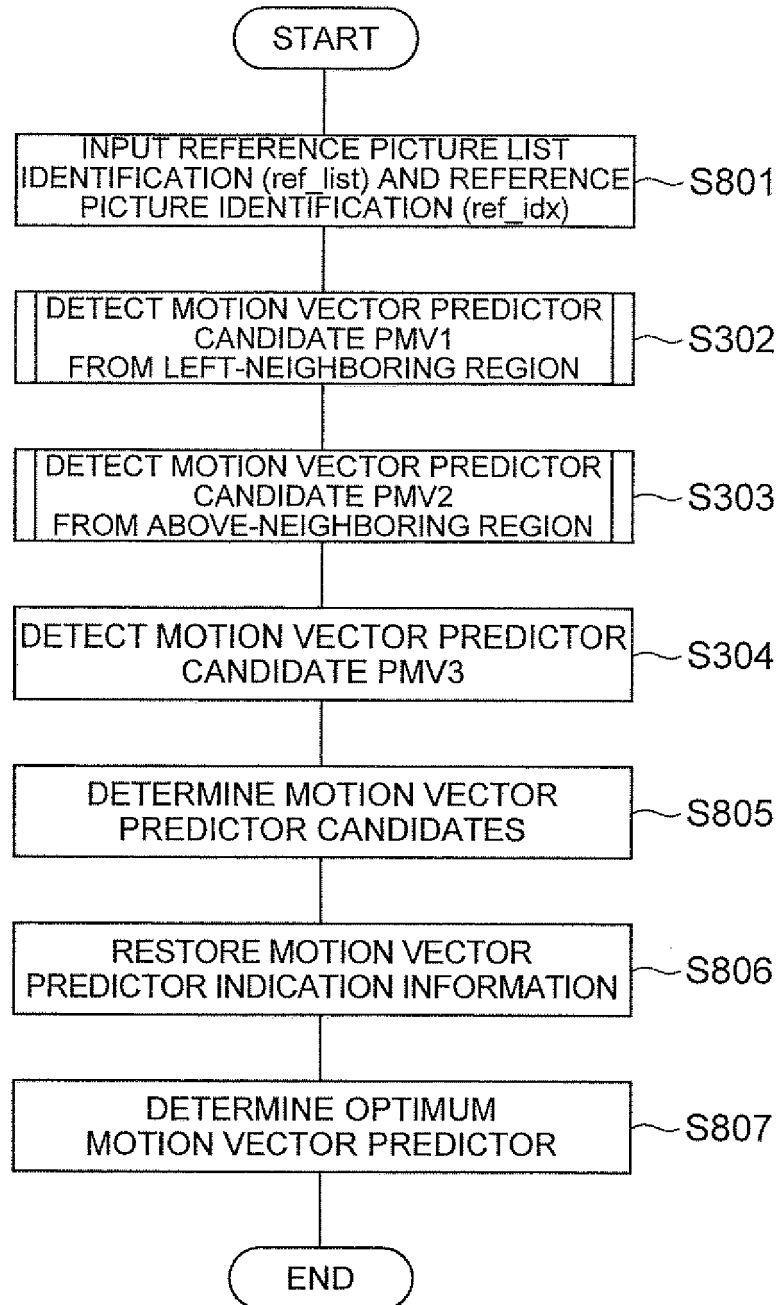 START
INPUT REFERENCE PICTURE LIST
IDENTIFICATION (ref_list) AND REFERENCE
PICTURE IDENTIFICATION (ref_idx)
S801
DETECT MOTION VECTOR PREDICTOR
CANDIDATE PMV1
FROM LEFT-NEIGHBORING REGION
S302
DETECT MOTION VECTOR PREDICTOR
CANDIDATE PMV2
FROM ABOVE-NEIGHBORING REGION
S303
DETECT MOTION VECTOR PREDICTOR
CANDIDATE PMV3
S304
DETERMINE MOTION VECTOR
PREDICTOR CANDIDATES
S805
RESTORE MOTION VECTOR
PREDICTOR INDICATION INFORMATION
S806
DETERMINE OPTIMUM
MOTION VECTOR PREDICTOR
S807
END